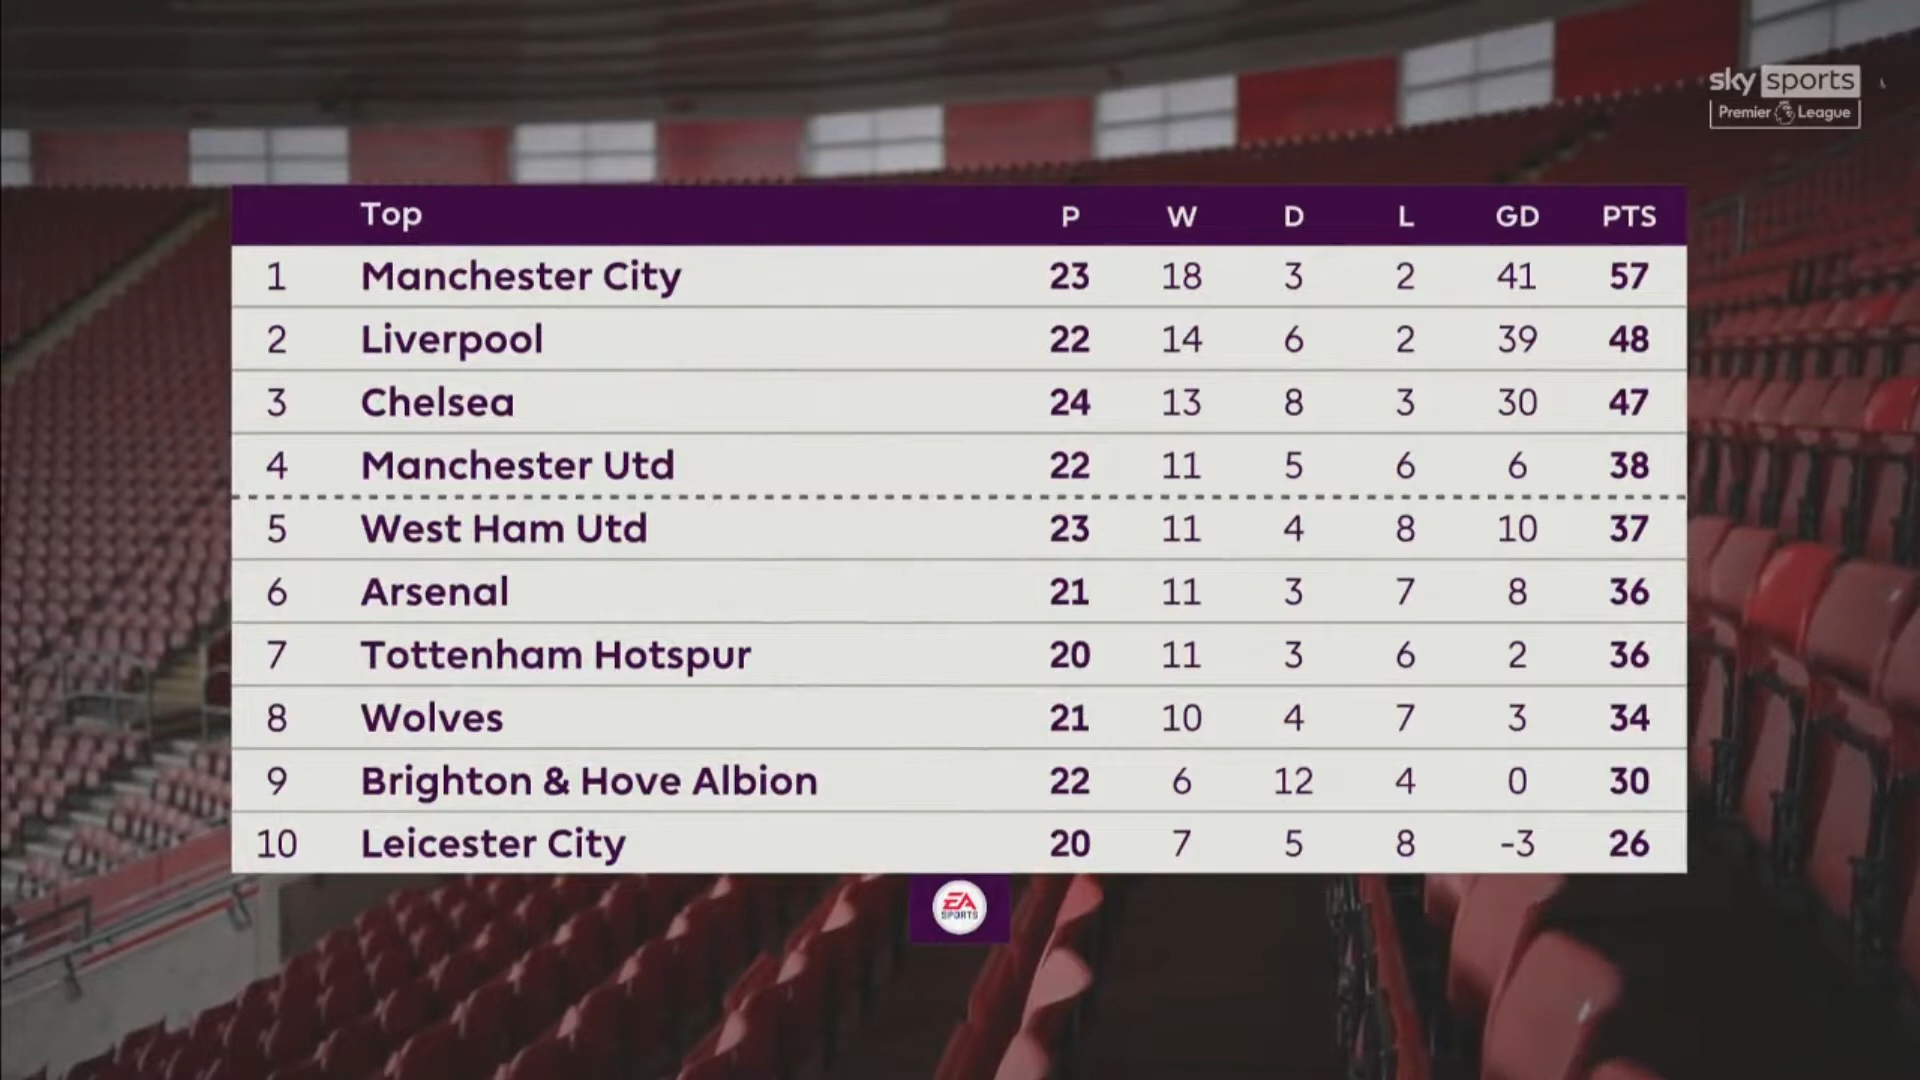 sky sports
Premier League
Top P W D L GD PTS
1 Manchester City 23 18 3 2 41 57
2 Liverpool 22 14 6 2 39 48
3 Chelsea 24 13 8 3 30 47
4 Manchester Utd 22 11 5 6 6 38
5 West Ham Utd 23 11 4 8 10 37
6 Arsenal 21 11 3 7 8 36
7 Tottenham Hotspur 20 11 3 6 2 36
8 Wolves 21 10 4 7 3 34
9 Brighton & Hove Albion 22 6 12 4 0 30
10 Leicester City 20 7 5 8 -3 26
EA
SPORTS